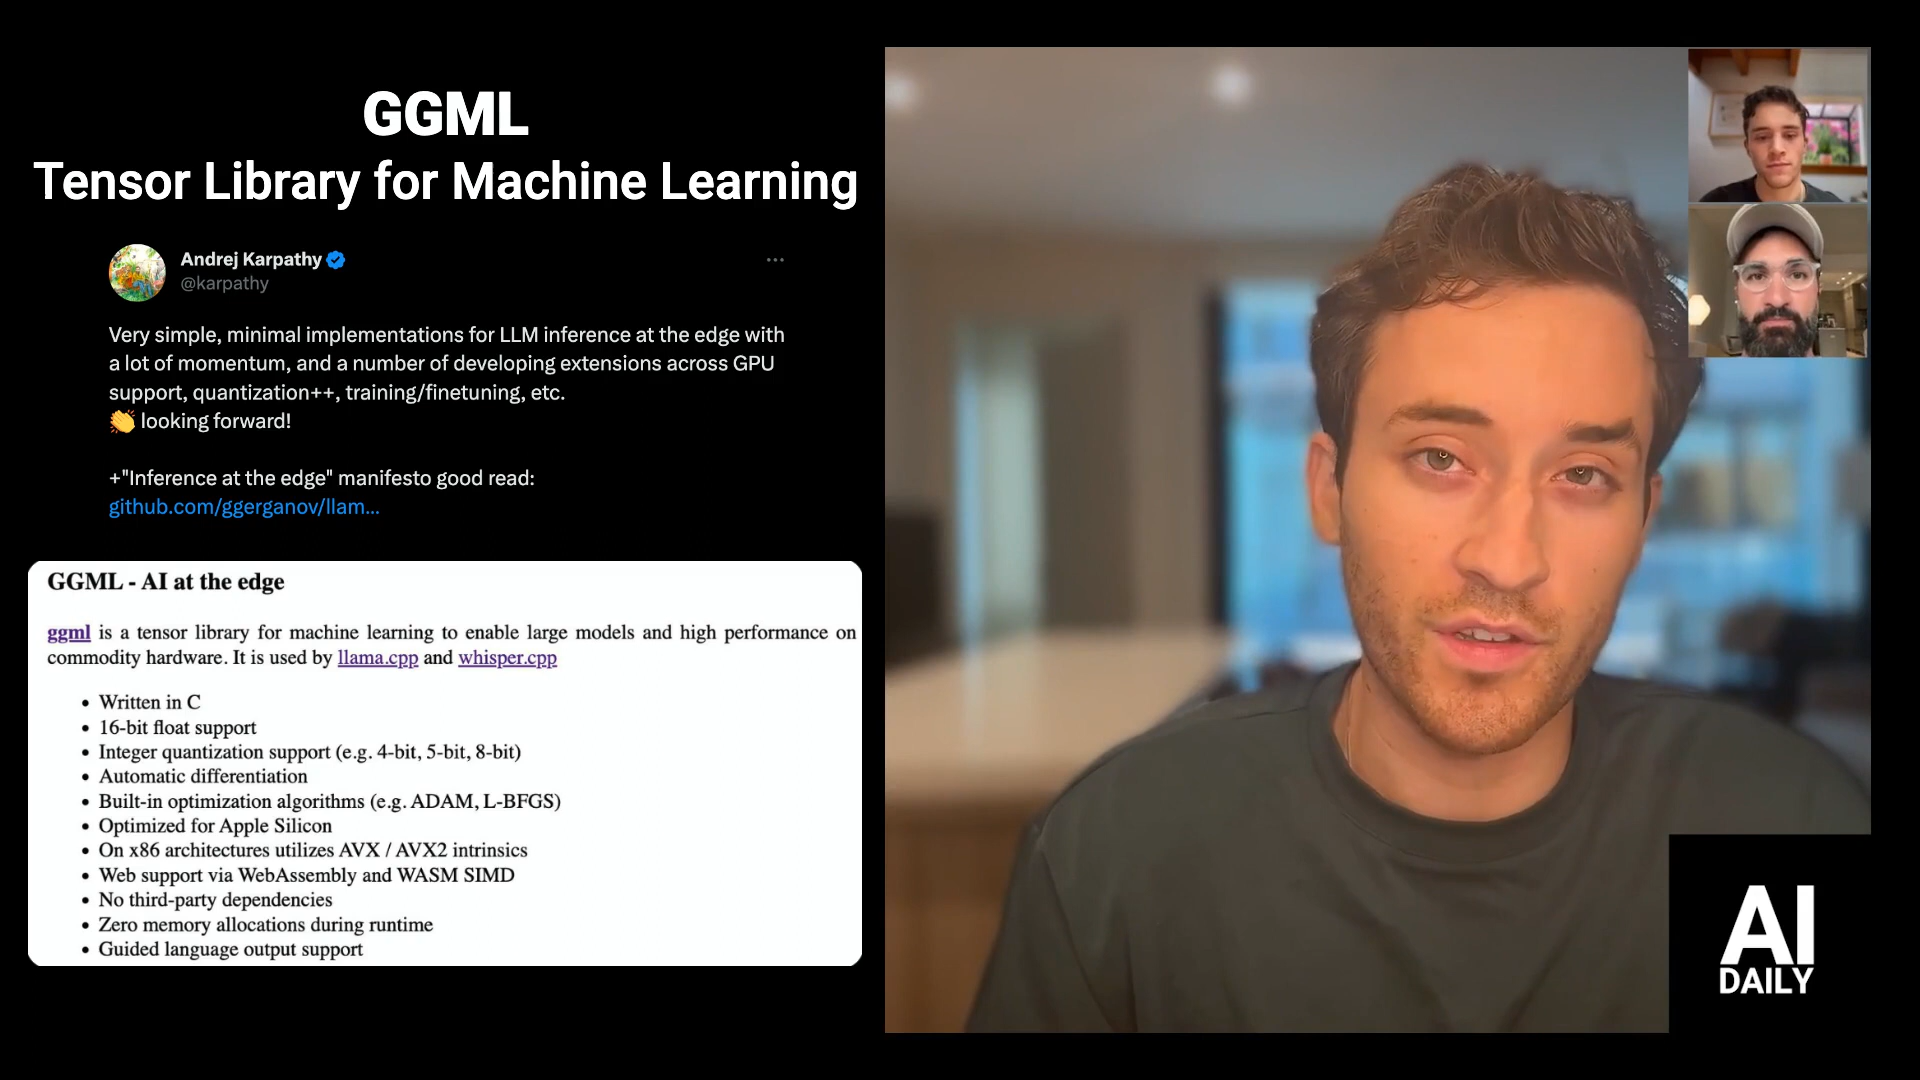 GGML
Tensor Library for Machine Learning
Andrej Karpathy
@karpathy
Very simple, minimal implementations for LLM inference at the edge with
a lot of momentum, and a number of developing extensions across GPU
support, quantization++, training/finetuning, etc.
👏 looking forward!
+"Inference at the edge" manifesto good read:
github.com/ggerganov/llam...
GGML - AI at the edge
ggml is a tensor library for machine learning to enable large models and high performance on
commodity hardware. It is used by llama.cpp and whisper.cpp
• Written in C
• 16-bit float support
• Integer quantization support (e.g. 4-bit, 5-bit, 8-bit)
• Automatic differentiation
• Built-in optimization algorithms (e.g. ADAM, L-BFGS)
• Optimized for Apple Silicon
• On x86 architectures utilizes AVX / AVX2 intrinsics
• Web support via WebAssembly and WASM SIMD
• No third-party dependencies
• Zero memory allocations during runtime
• Guided language output support
AI
DAILY